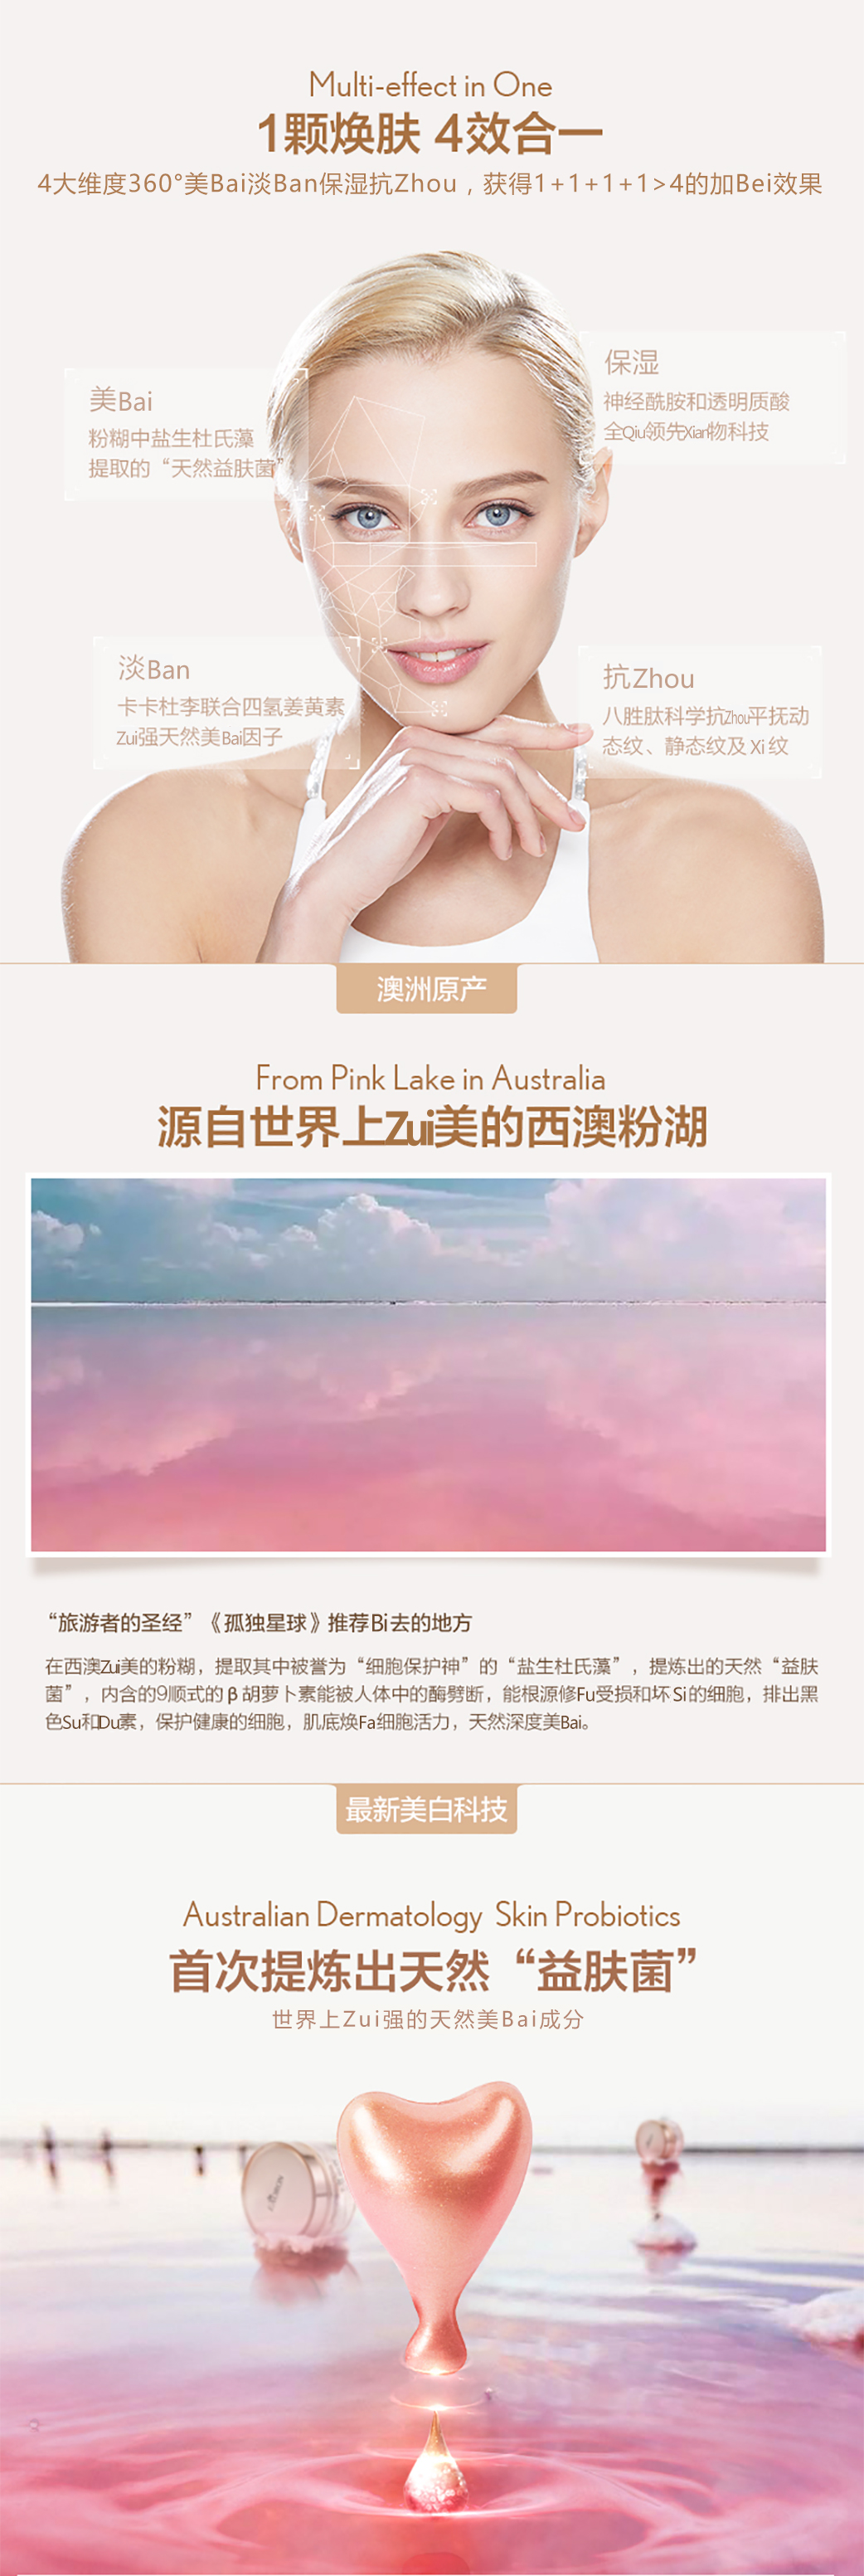 Multi-effect in One
1颗焕肤 4效合一
4大维度360°美Bai淡Ban保湿抗Zhou，获得1+1+1+1>4的加Bei效果
美Bai
粉糊中盐生杜氏藻
提取的“天然益肤菌”
保湿
神经酰胺和透明质酸
全Qiu领先Xian物科技
淡Ban
卡卡杜李联合四氢姜黄素
Zui强天然美Bai因子
抗Zhou
八胜肽科学抗Zhou平抚动
态纹、静态纹及Xi纹
澳洲原产
From Pink Lake in Australia
源自世界上Zui美的西澳粉湖
“旅游者的圣经”《孤独星球》推荐Bi去的地方
在西澳Zui美的粉糊，提取其中被誉为“细胞保护神”的“盐生杜氏藻”，提炼出的天然“益肤
菌”，内含的9顺式的β胡萝卜素能被人体中的酶劈断，能根源修Fu受损和坏Si的细胞，排出黑
色Su和Du素，保护健康的细胞，肌底焕Fa细胞活力，天然深度美Bai。
最新美白科技
Australian Dermatology Skin Probiotics
首次提炼出天然“益肤菌”
世界上Zui强的天然美Bai成分